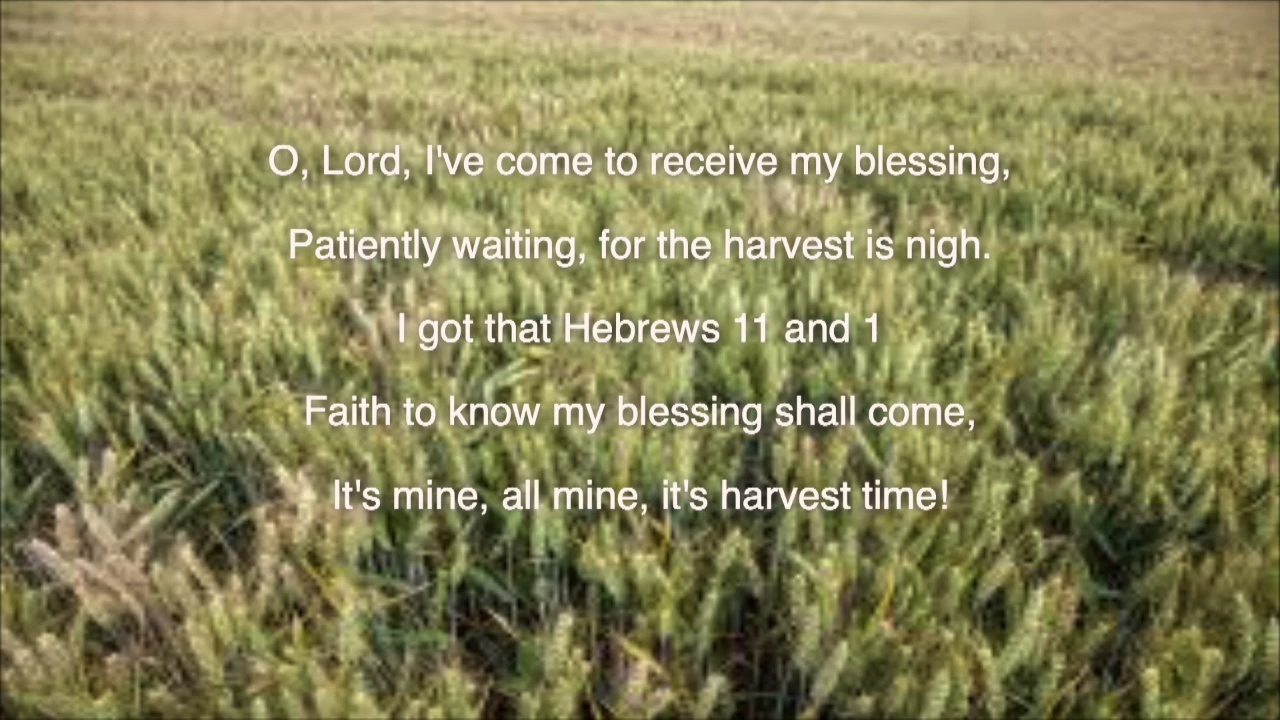 O, Lord, I've come to receive my blessing,
Patiently waiting, for the harvest is nigh.
I got that Hebrews 11 and 1
Faith to know my blessing shall come,
It's mine, all mine, it's harvest time!